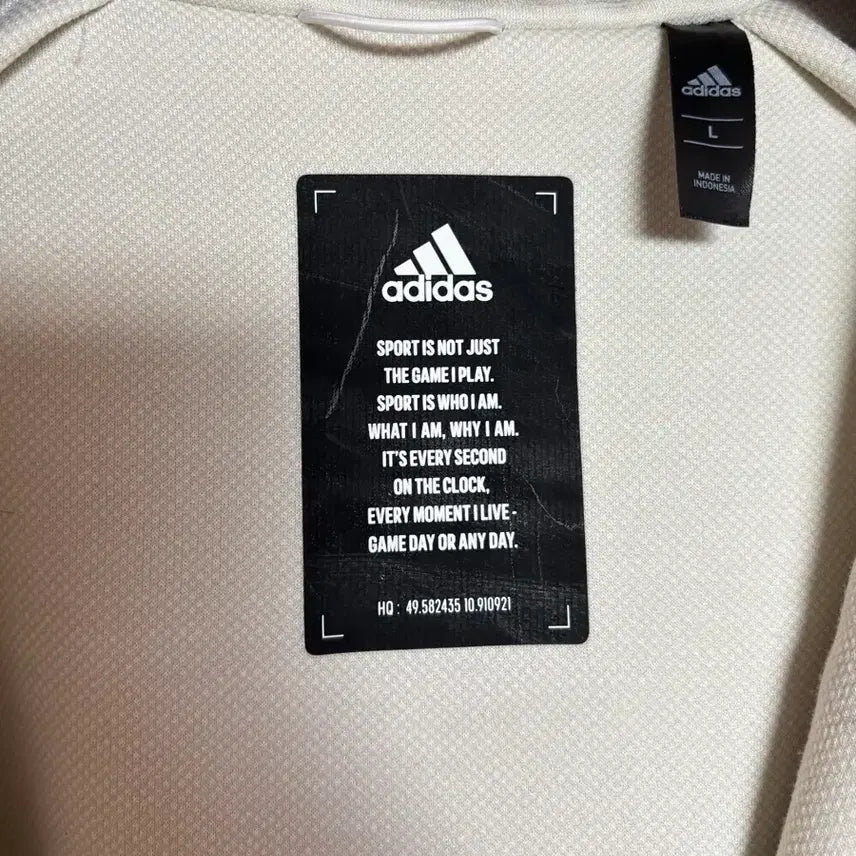 adidas
L
MADE IN
INDONESIA
adidas
SPORT IS NOT JUST
THE GAME I PLAY.
SPORT IS WHO I AM.
WHAT I AM, WHY I AM.
IT'S EVERY SECOND
ON THE CLOCK,
EVERY MOMENT I LIVE -
GAME DAY OR ANY DAY.
HQ : 49.582435 10.910921